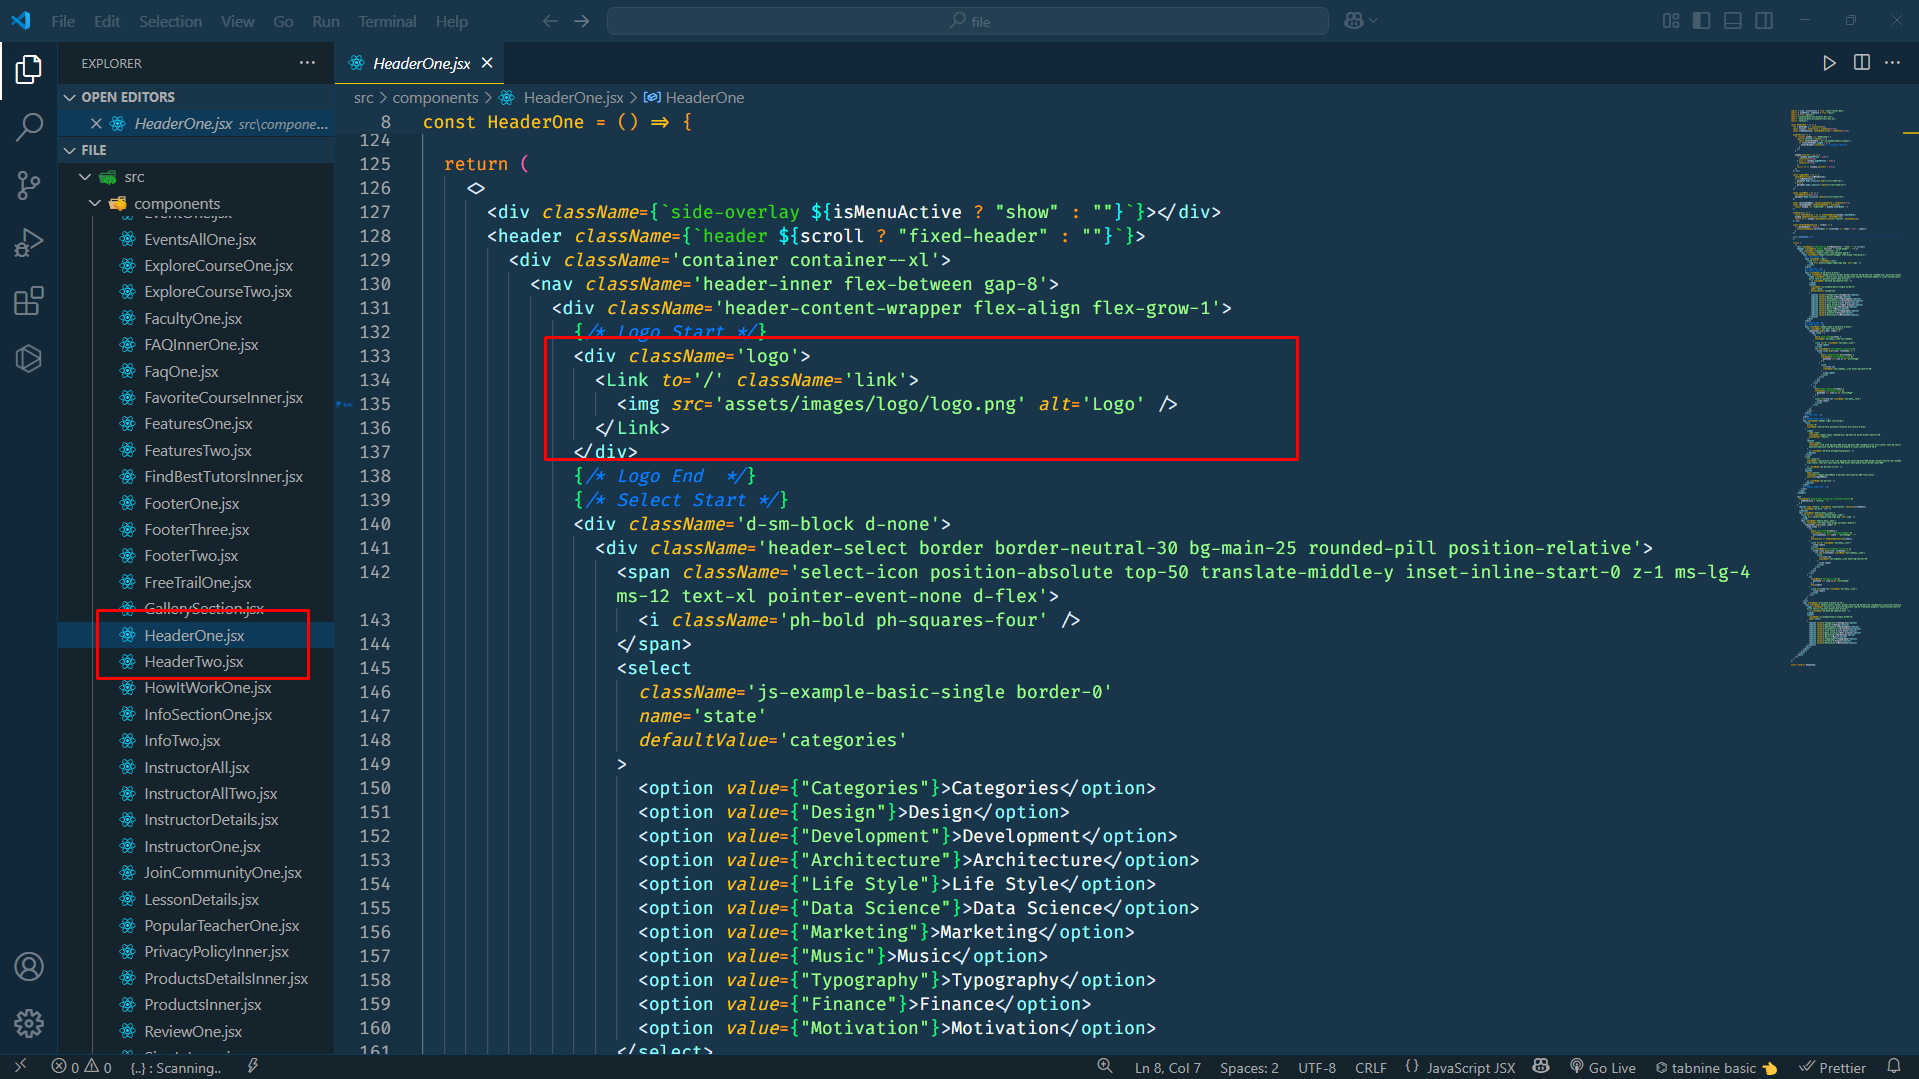 File Edit Selection View Go Run Terminal Help
file
EXPLORER
OPEN EDITORS
HeaderOne.jsx src\compone...
FILE
src
components
EventOne.jsx
EventsAllOne.jsx
ExploreCourseOne.jsx
ExploreCourseTwo.jsx
FacultyOne.jsx
FAQInnerOne.jsx
FaqOne.jsx
FavoriteCourseInner.jsx
FeaturesOne.jsx
FeaturesTwo.jsx
FindBestTutorsInner.jsx
FooterOne.jsx
FooterThree.jsx
FooterTwo.jsx
FreeTrailOne.jsx
GallerySection.jsx
HeaderOne.jsx
HeaderTwo.jsx
HowItWorkOne.jsx
InfoSectionOne.jsx
InfoTwo.jsx
InstructorAll.jsx
InstructorAllTwo.jsx
InstructorDetails.jsx
InstructorOne.jsx
JoinCommunityOne.jsx
LessonDetails.jsx
PopularTeacherOne.jsx
PrivacyPolicyInner.jsx
ProductsDetailsInner.jsx
ProductsInner.jsx
ReviewOne.jsx
HeaderOne.jsx
src > components > HeaderOne.jsx > HeaderOne
8 const HeaderOne = () => {
124
125 return (
126 <>
127 <div className={`side-overlay ${isMenuActive ? "show" : ""}`}></div>
128 <header className={`header ${scroll ? "fixed-header" : ""}`}>
129 <div className='container container--xl'>
130 <nav className='header-inner flex-between gap-8'>
131 <div className='header-content-wrapper flex-align flex-grow-1'>
132 {/* Logo Start */}
133 <div className='logo'>
134 <Link to='/' className='link'>
135 <img src='assets/images/logo/logo.png' alt='Logo' />
136 </Link>
137 </div>
138 {/* Logo End  */}
139 {/* Select Start */}
140 <div className='d-sm-block d-none'>
141 <div className='header-select border border-neutral-30 bg-main-25 rounded-pill position-relative'>
142 <span className='select-icon position-absolute top-50 translate-middle-y inset-inline-start-0 z-1 ms-lg-4
ms-12 text-xl pointer-event-none d-flex'>
143 <i className='ph-bold ph-squares-four' />
144 </span>
145 <select
146 className='js-example-basic-single border-0'
147 name='state'
148 defaultValue='categories'
149 >
150 <option value={"Categories"}>Categories</option>
151 <option value={"Design"}>Design</option>
152 <option value={"Development"}>Development</option>
153 <option value={"Architecture"}>Architecture</option>
154 <option value={"Life Style"}>Life Style</option>
155 <option value={"Data Science"}>Data Science</option>
156 <option value={"Marketing"}>Marketing</option>
157 <option value={"Music"}>Music</option>
158 <option value={"Typography"}>Typography</option>
159 <option value={"Finance"}>Finance</option>
160 <option value={"Motivation"}>Motivation</option>
161 </select>
0 0 {..} : Scanning..
Ln 8, Col 7 Spaces: 2 UTF-8 CRLF {} JavaScript JSX Go Live tabnine basic Prettier